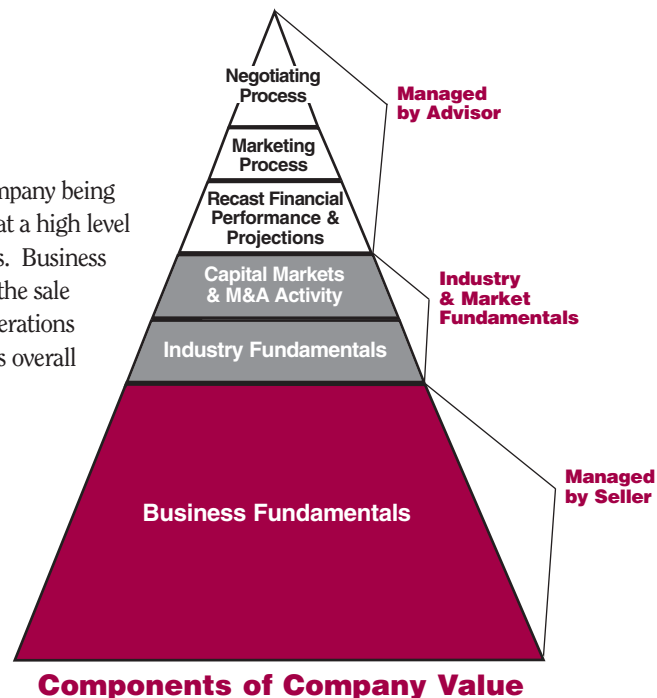 Negotiating
Process
Managed
by Advisor
Marketing
Process
mpany being
at a high level
s. Business
the sale
erations
s overall
Recast Financial
Performance &
Projections
Capital Markets
& M&A Activity
Industry
& Market
Fundamentals
Industry Fundamentals
Managed
by Seller
Business Fundamentals
Components of Company Value